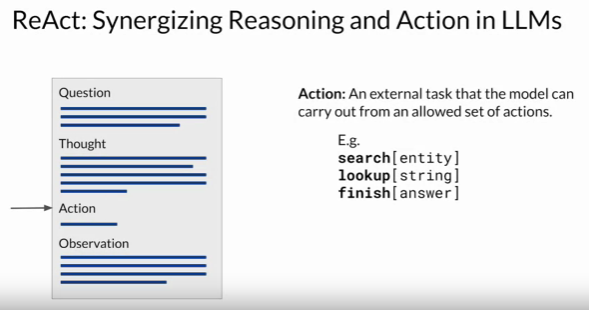 ReAct: Synergizing Reasoning and Action in LLMs
Question
Thought
Action
Observation
Action: An external task that the model can
carry out from an allowed set of actions.
E.g.
search[entity]
lookup[string]
finish[answer]